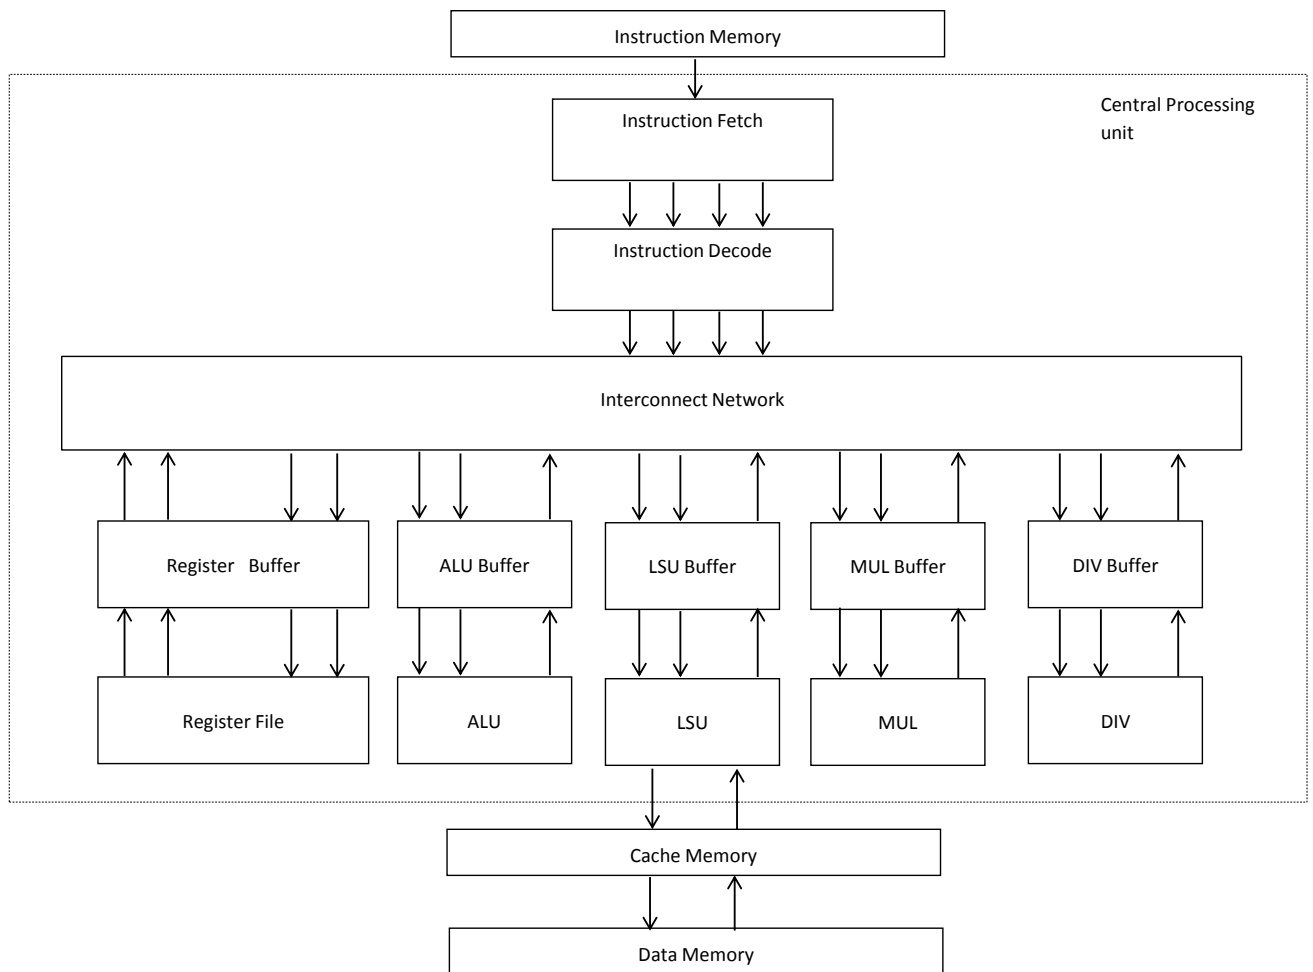 Instruction Memory
Central Processing
unit
Instruction Fetch
Instruction Decode
Interconnect Network
Register Buffer
ALU Buffer
LSU Buffer
MUL Buffer
DIV Buffer
Register File
ALU
LSU
MUL
DIV
Cache Memory
Data Memory